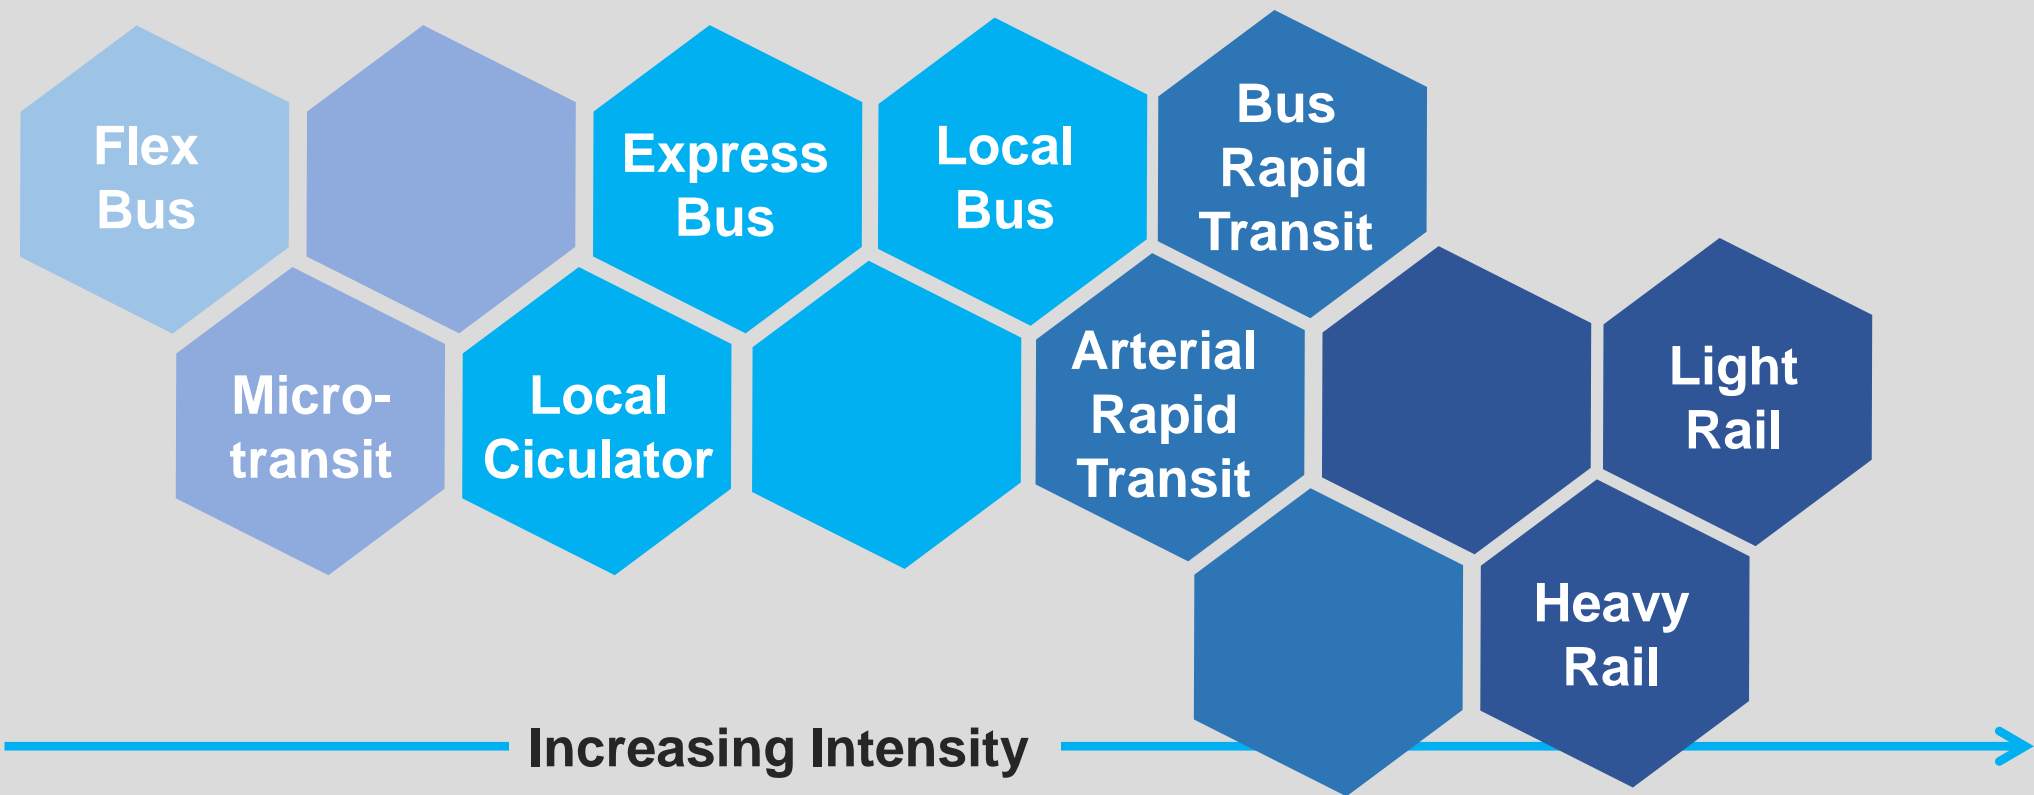 Flex
Bus
Express
Bus
Local
Bus
Bus
Rapid
Transit
Micro-
transit
Local
Ciculator
Arterial
Rapid
Transit
Light
Rail
Heavy
Rail
Increasing Intensity